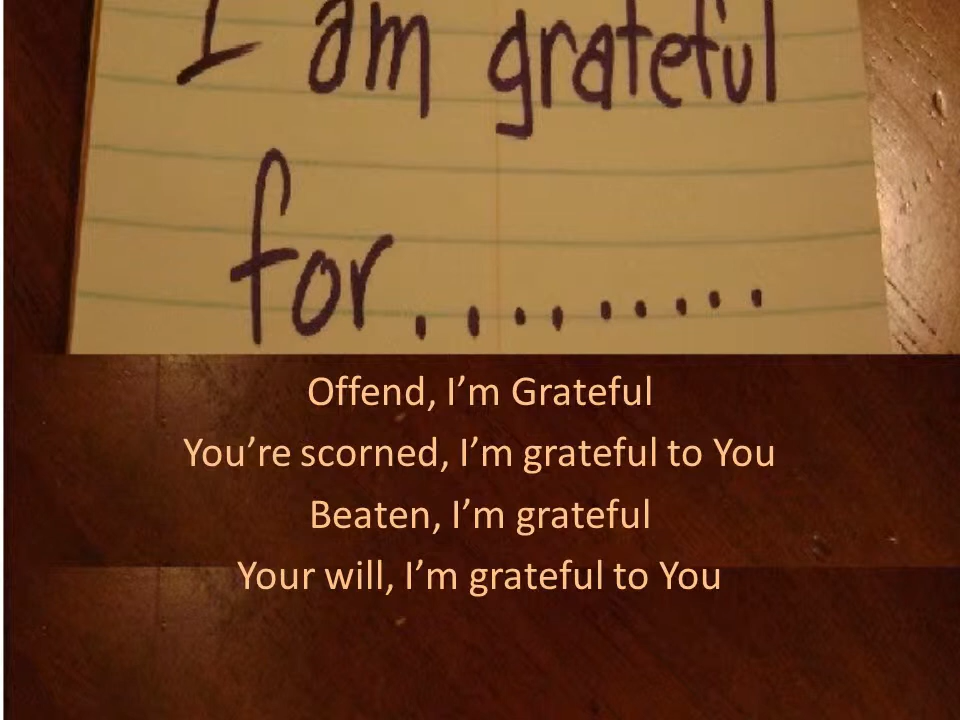 I am grateful
for.........
Offend, I’m Grateful
You’re scorned, I’m grateful to You
Beaten, I’m grateful
Your will, I’m grateful to You